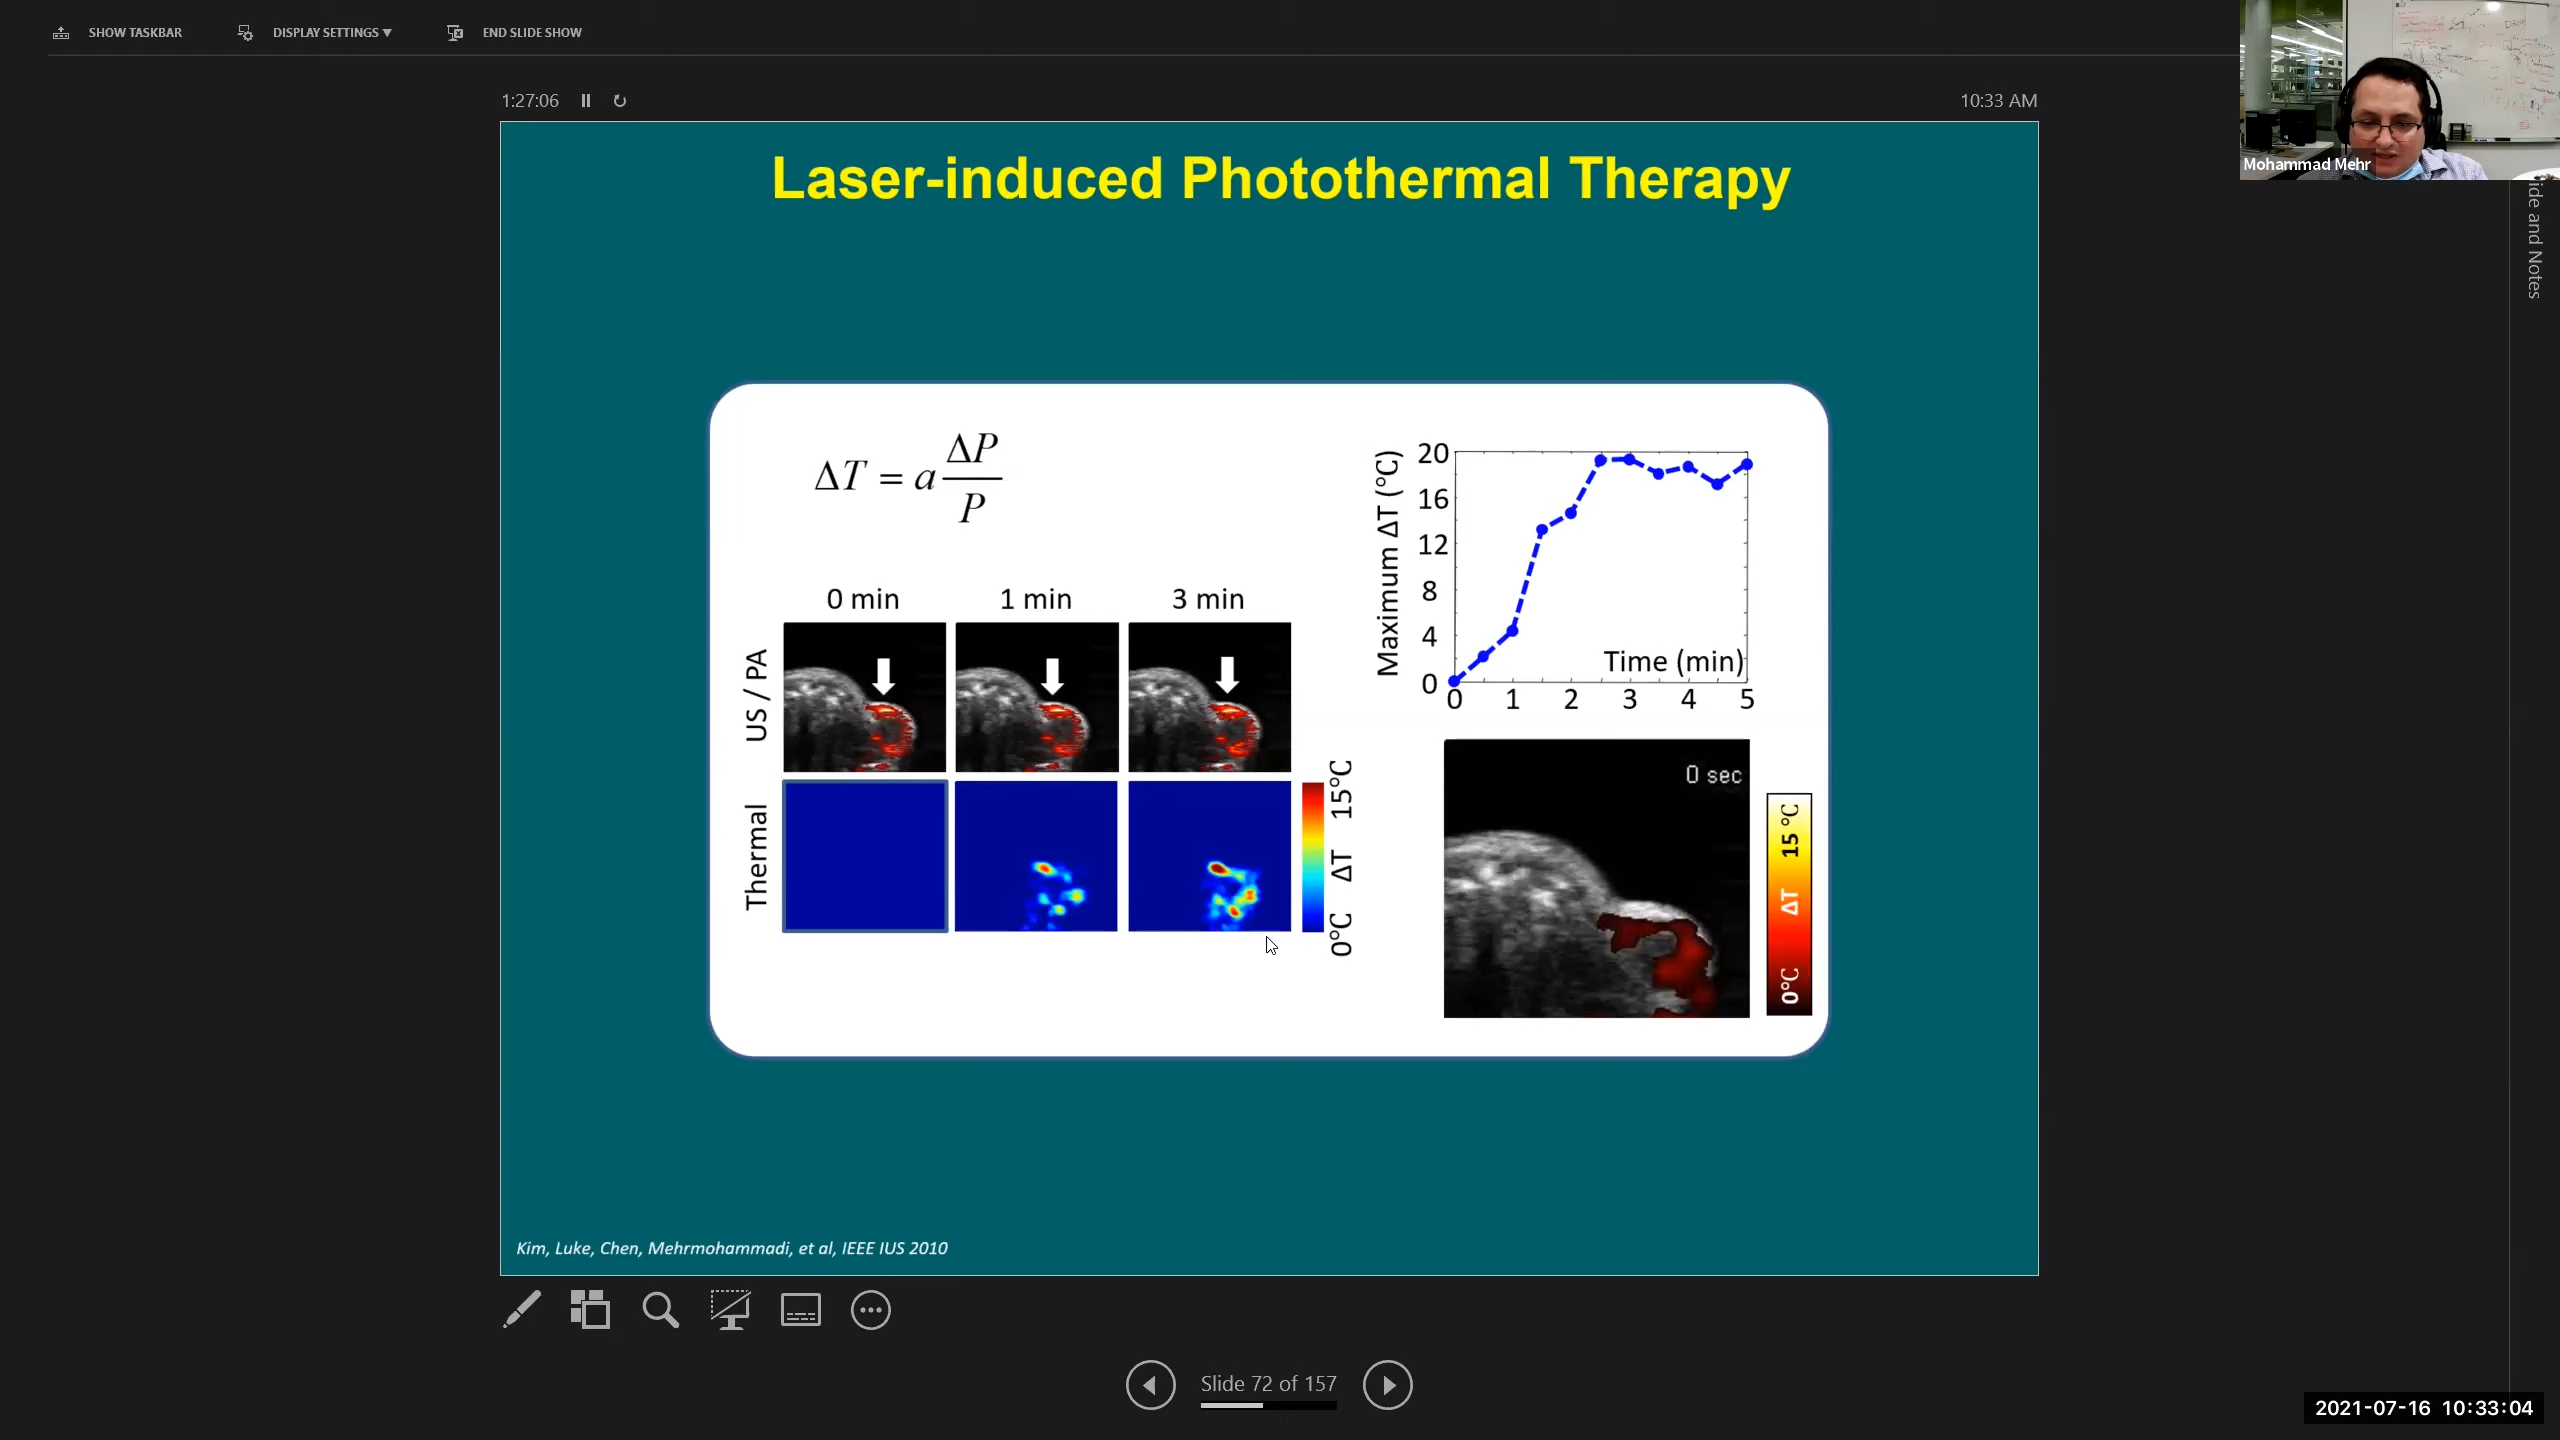 SHOW TASKBAR
DISPLAY SETTINGS ▼
END SLIDE SHOW
1:27:06
10:33 AM
Mohammad Mehr
ide and Notes
Laser-induced Photothermal Therapy
ΔT = a ΔP/P
0 min
1 min
3 min
US / PA
Thermal
0°C ΔT 15°C
Maximum ΔT (°C)
20
16
12
8
4
0
Time (min)
0 1 2 3 4 5
0 sec
0°C ΔT 15 °C
Kim, Luke, Chen, Mehrmohammadi, et al, IEEE IUS 2010
Slide 72 of 157
2021-07-16 10:33:04